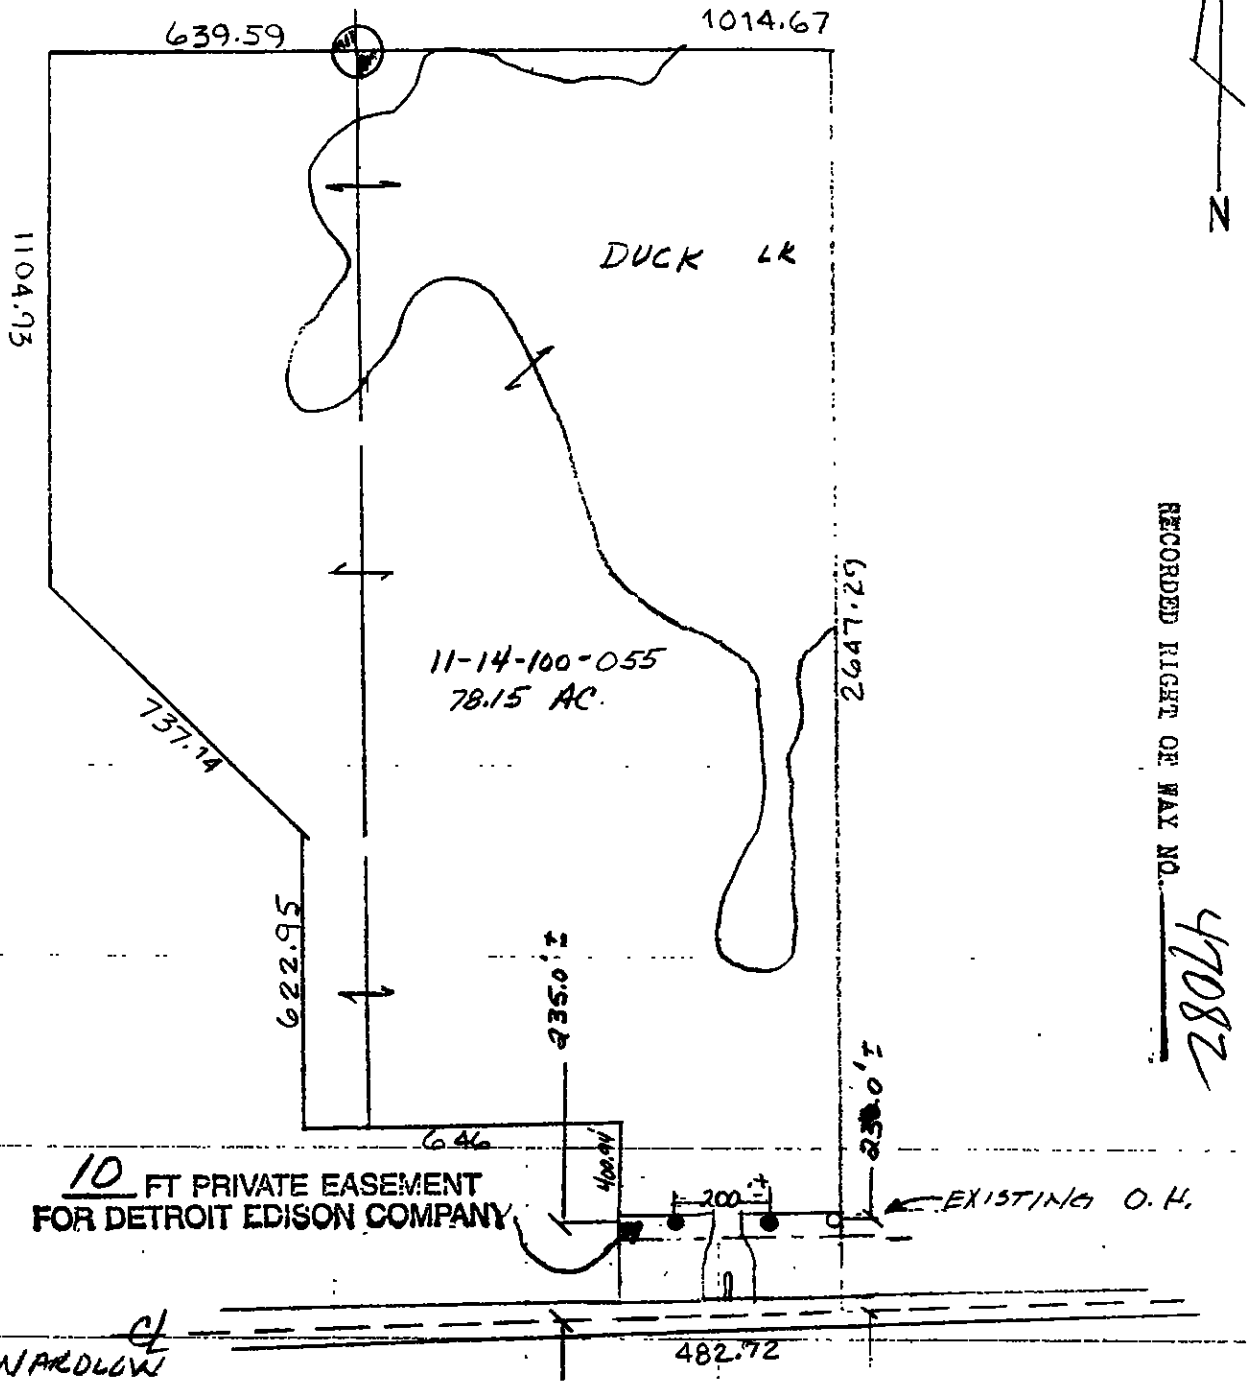 639.59
1014.67
N
DUCK LK
1104.93
2647.29
11-14-100-055
78.15 AC.
737.14
RECORDED RIGHT OF WAY NO.
47082
622.95
235.0'±
646
400.94'
200'±
10 FT PRIVATE EASEMENT
FOR DETROIT EDISON COMPANY
EXISTING O.H.
CL
WARDLOW
482.72